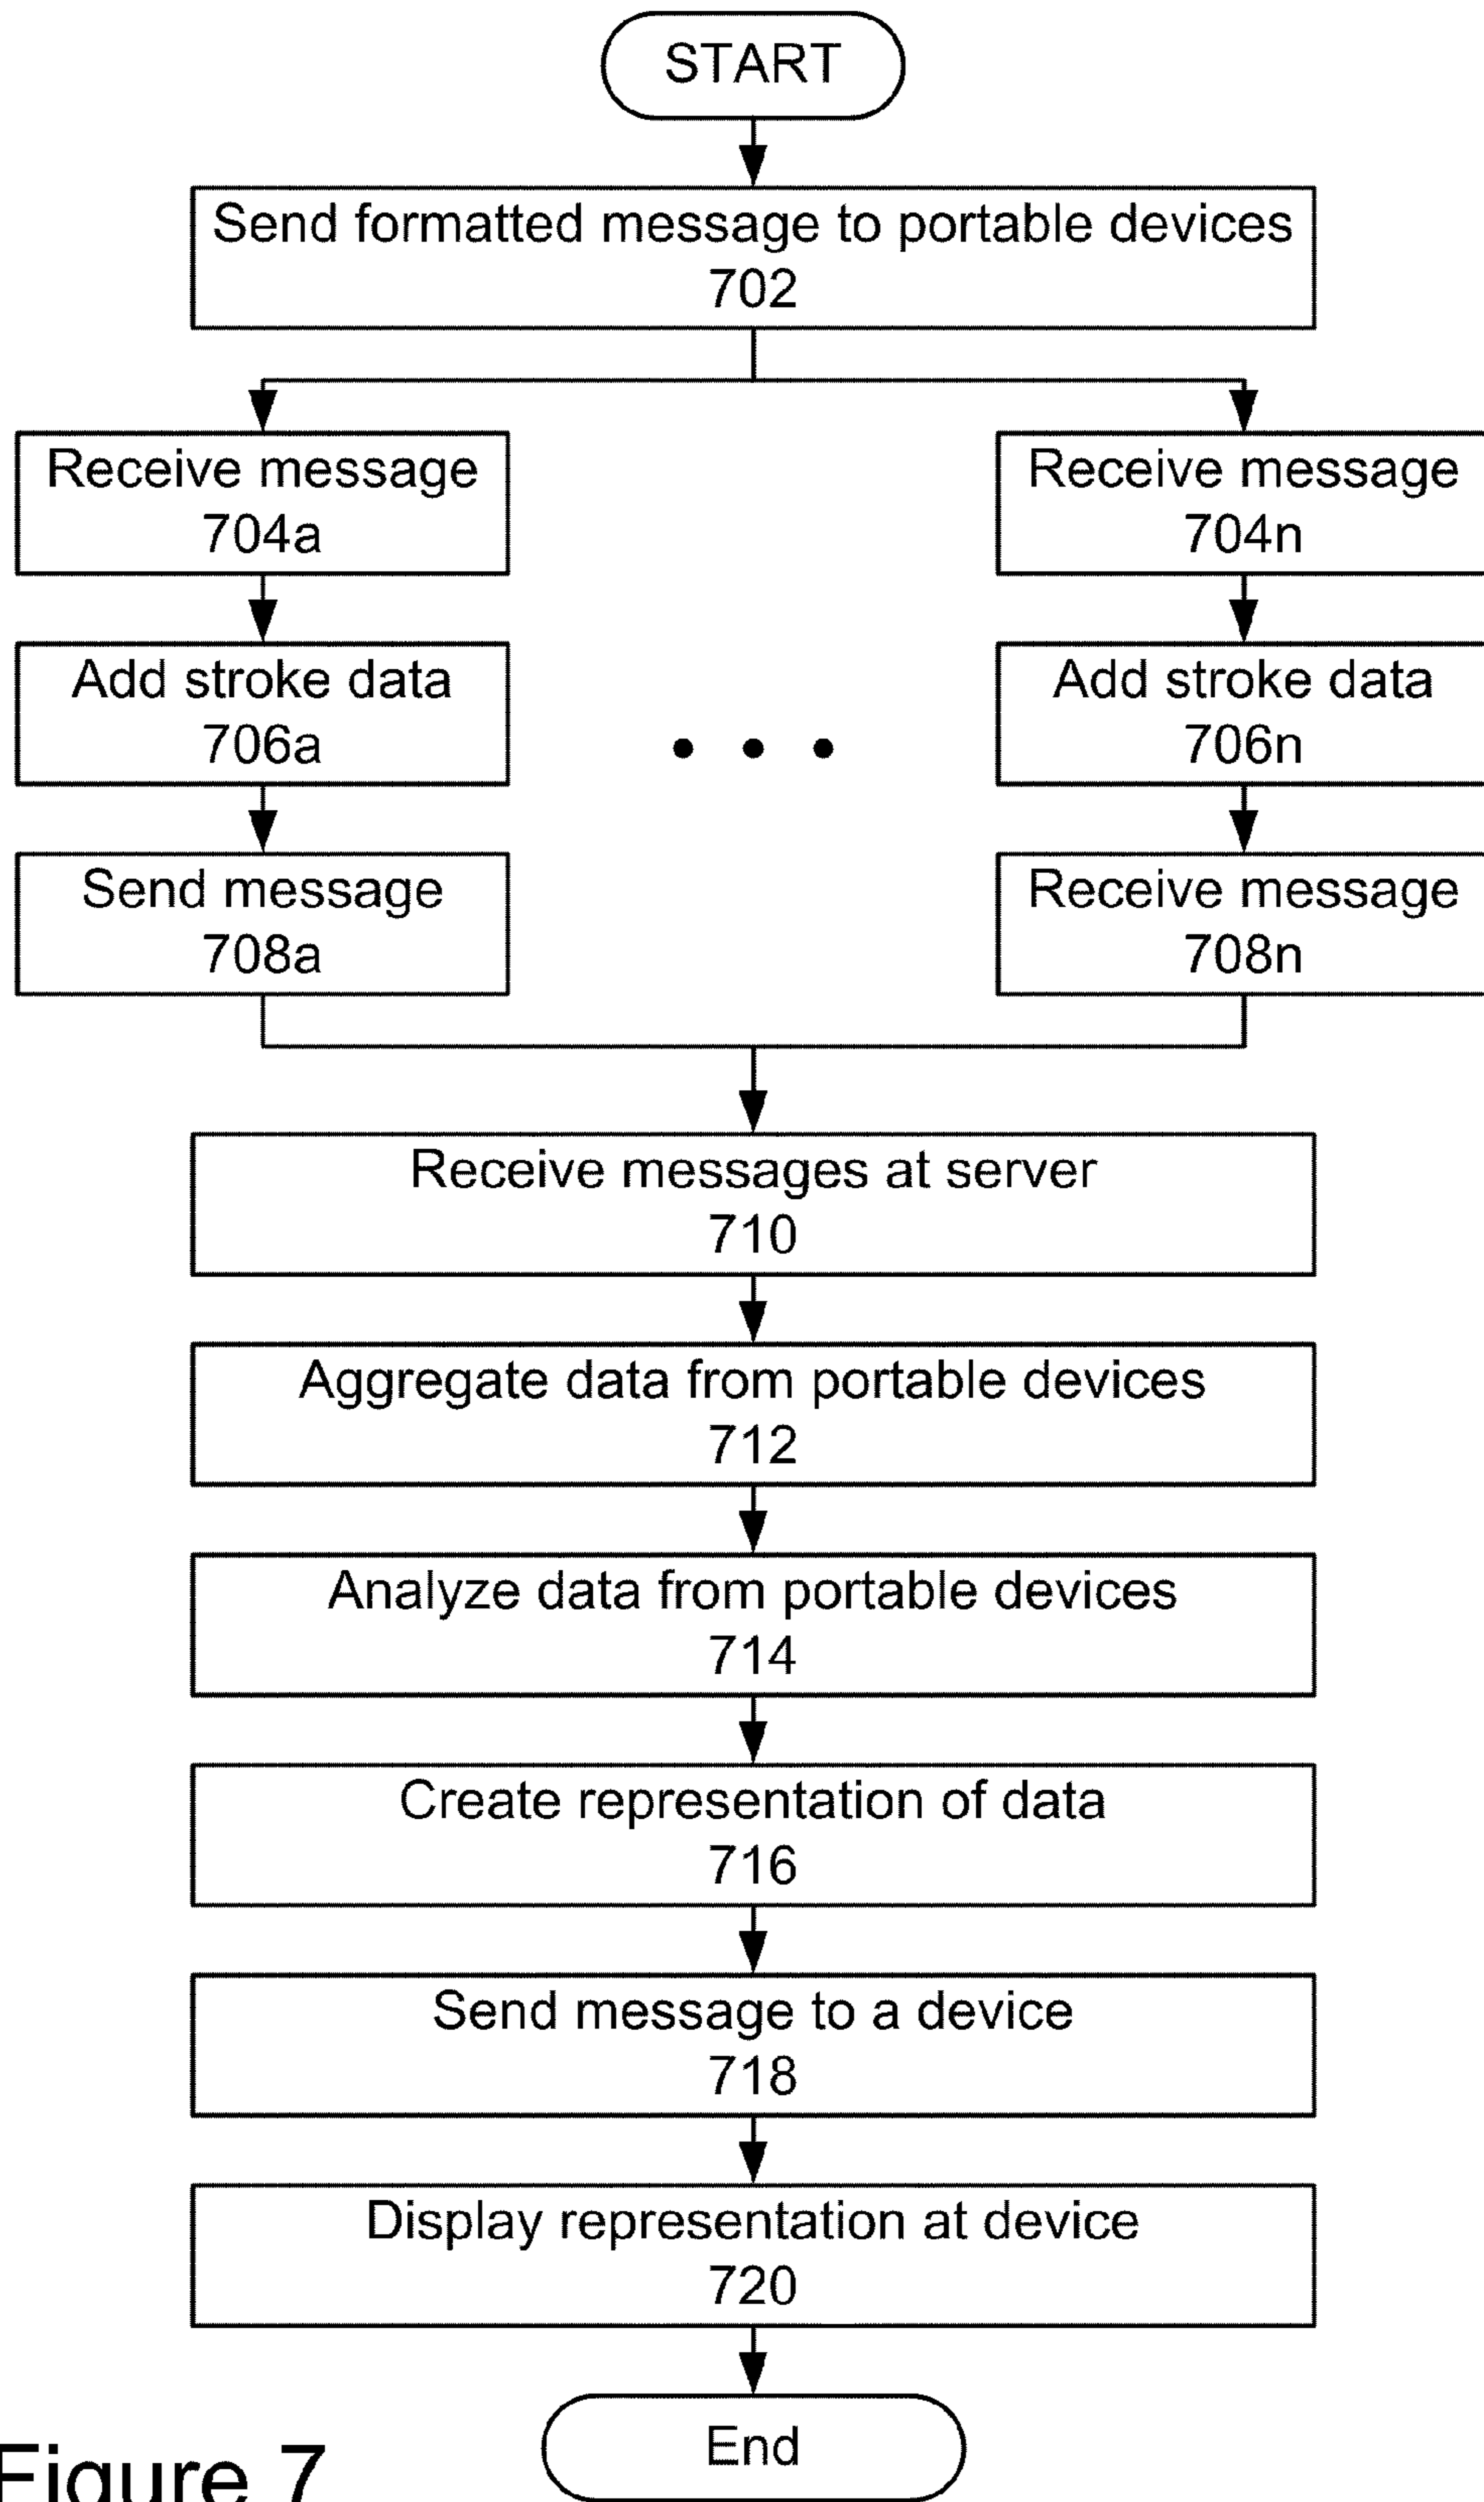 START
Send formatted message to portable devices
702
Receive message
704a
Receive message
704n
Add stroke data
706a
Add stroke data
706n
Send message
708a
Receive message
708n
Receive messages at server
710
Aggregate data from portable devices
712
Analyze data from portable devices
714
Create representation of data
716
Send message to a device
718
Display representation at device
720
End
Figure 7